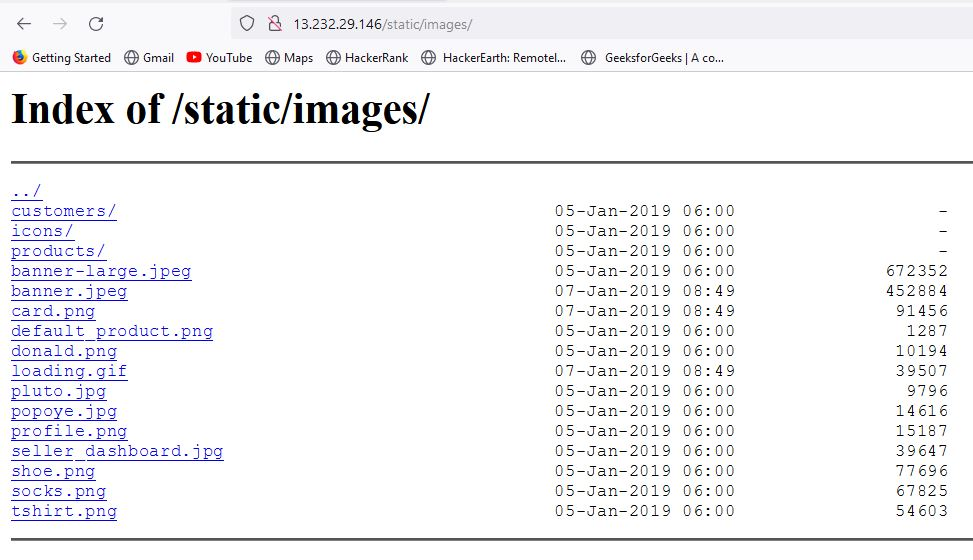 13.232.29.146/static/images/
Getting Started Gmail YouTube Maps HackerRank HackerEarth: Remotel... GeeksforGeeks | A co...
Index of /static/images/
../
customers/ 05-Jan-2019 06:00 -
icons/ 05-Jan-2019 06:00 -
products/ 05-Jan-2019 06:00 -
banner-large.jpeg 05-Jan-2019 06:00 672352
banner.jpeg 07-Jan-2019 08:49 452884
card.png 07-Jan-2019 08:49 91456
default_product.png 05-Jan-2019 06:00 1287
donald.png 05-Jan-2019 06:00 10194
loading.gif 07-Jan-2019 08:49 39507
pluto.jpg 05-Jan-2019 06:00 9796
popoye.jpg 05-Jan-2019 06:00 14616
profile.png 05-Jan-2019 06:00 15187
seller_dashboard.jpg 05-Jan-2019 06:00 39647
shoe.png 05-Jan-2019 06:00 77696
socks.png 05-Jan-2019 06:00 67825
tshirt.png 05-Jan-2019 06:00 54603